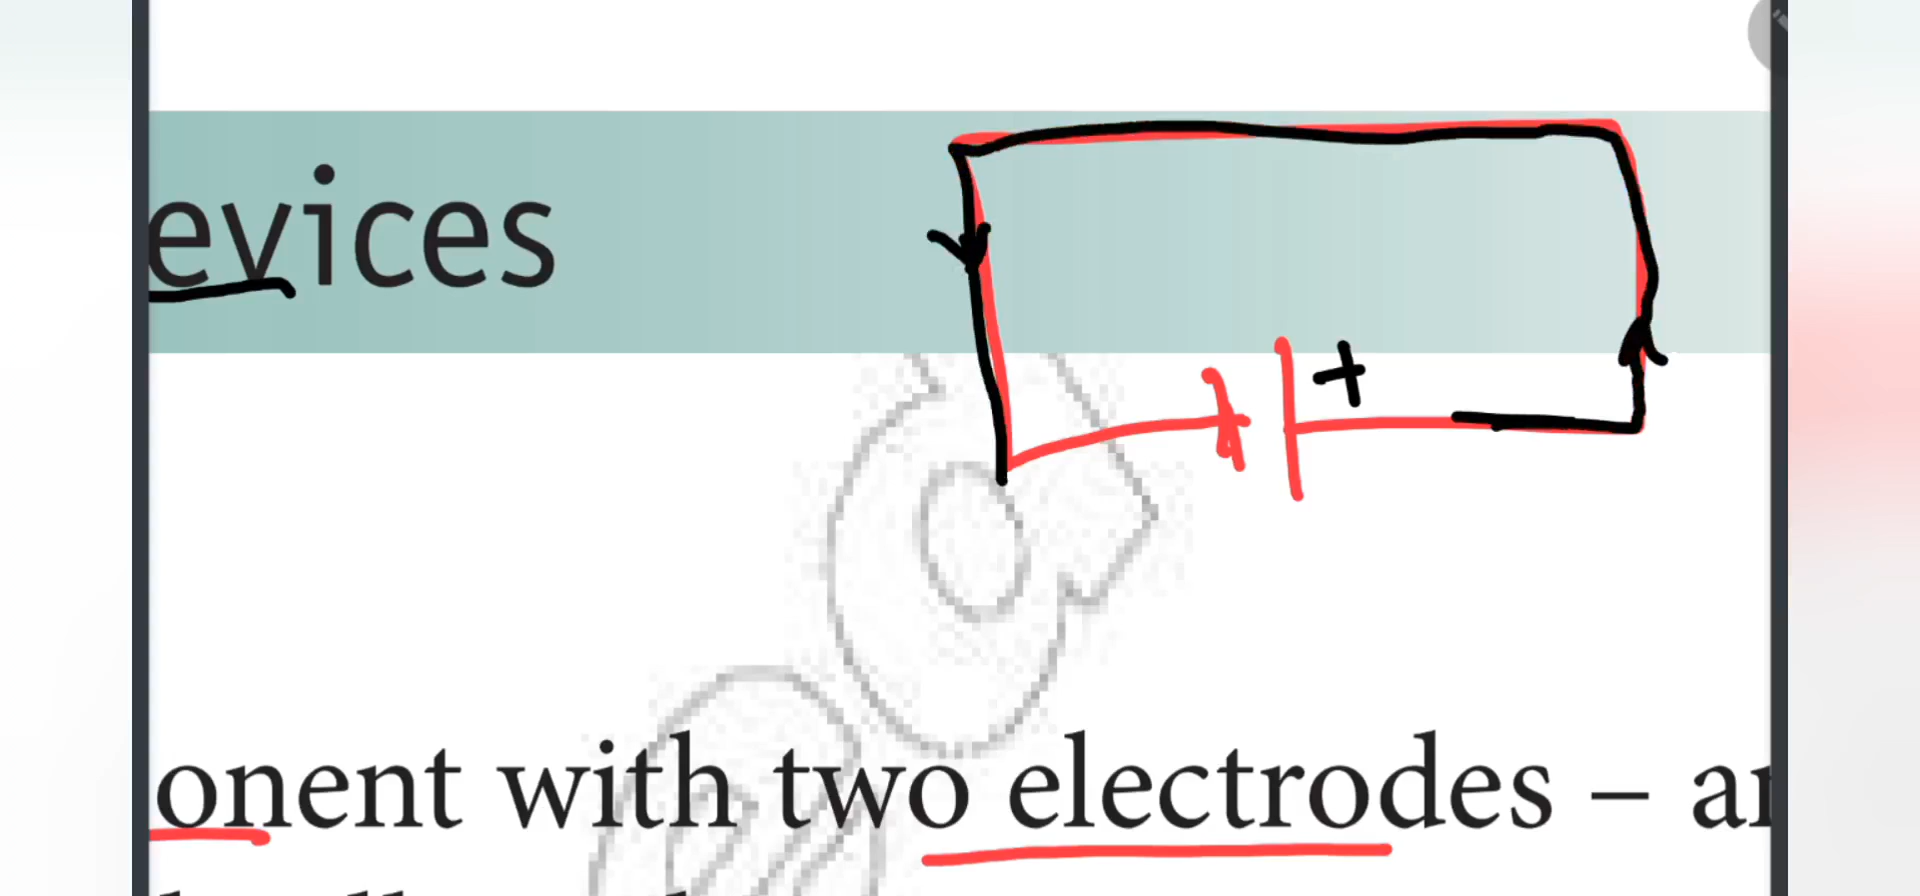 evices
+
onent with two electrodes –